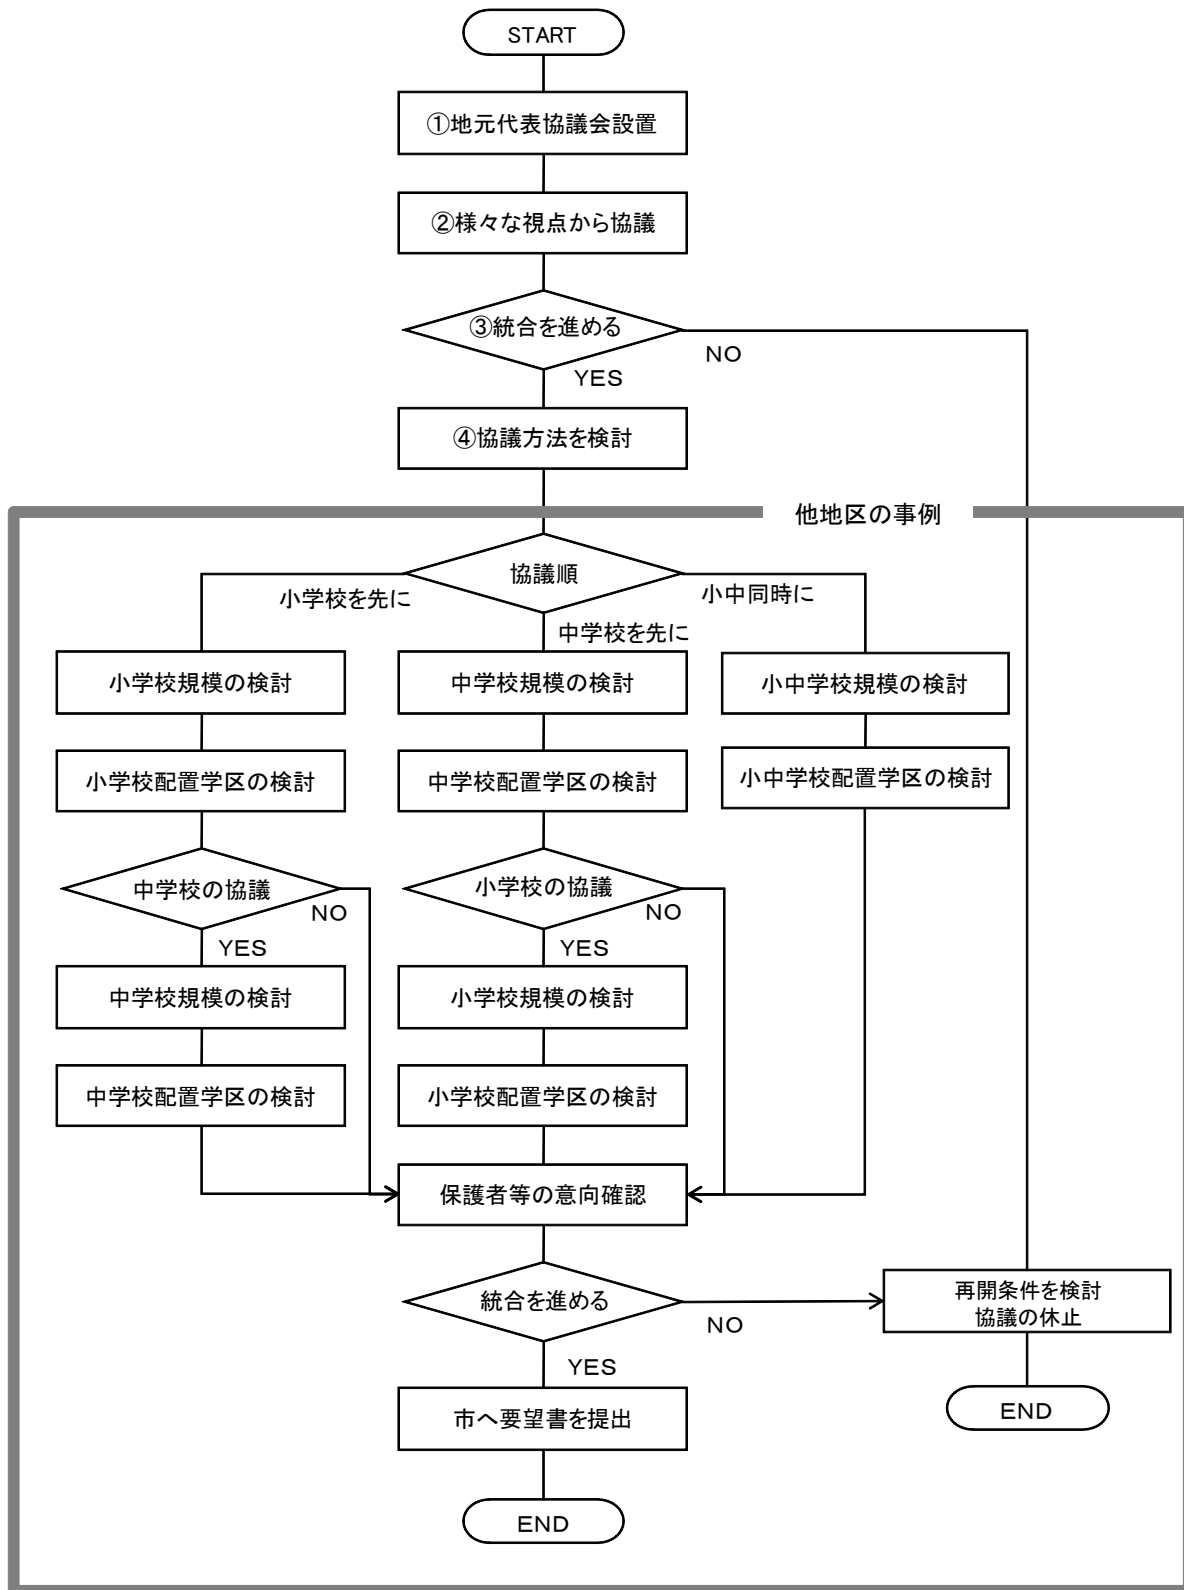 START
①地元代表協議会設置
②様々な視点から協議
③統合を進める
NO
YES
④協議方法を検討
他地区の事例
協議順
小学校を先に
中学校を先に
小中同時に
小学校規模の検討
中学校規模の検討
小中学校規模の検討
小学校配置学区の検討
中学校配置学区の検討
小中学校配置学区の検討
中学校の協議
NO
YES
小学校の協議
NO
YES
中学校規模の検討
小学校規模の検討
中学校配置学区の検討
小学校配置学区の検討
保護者等の意向確認
統合を進める
NO
YES
再開条件を検討
協議の休止
END
市へ要望書を提出
END